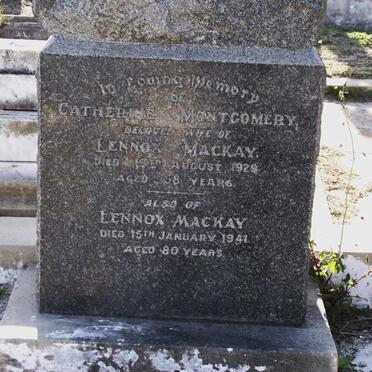 In Loving Memory
OF
CATHERINE MONTGOMERY,
BELOVED WIFE OF
LENNOX MACKAY,
DIED AUGUST 1929
AGED YEARS.
ALSO OF
LENNOX MACKAY
DIED 15TH JANUARY 1941.
AGED 80 YEARS.